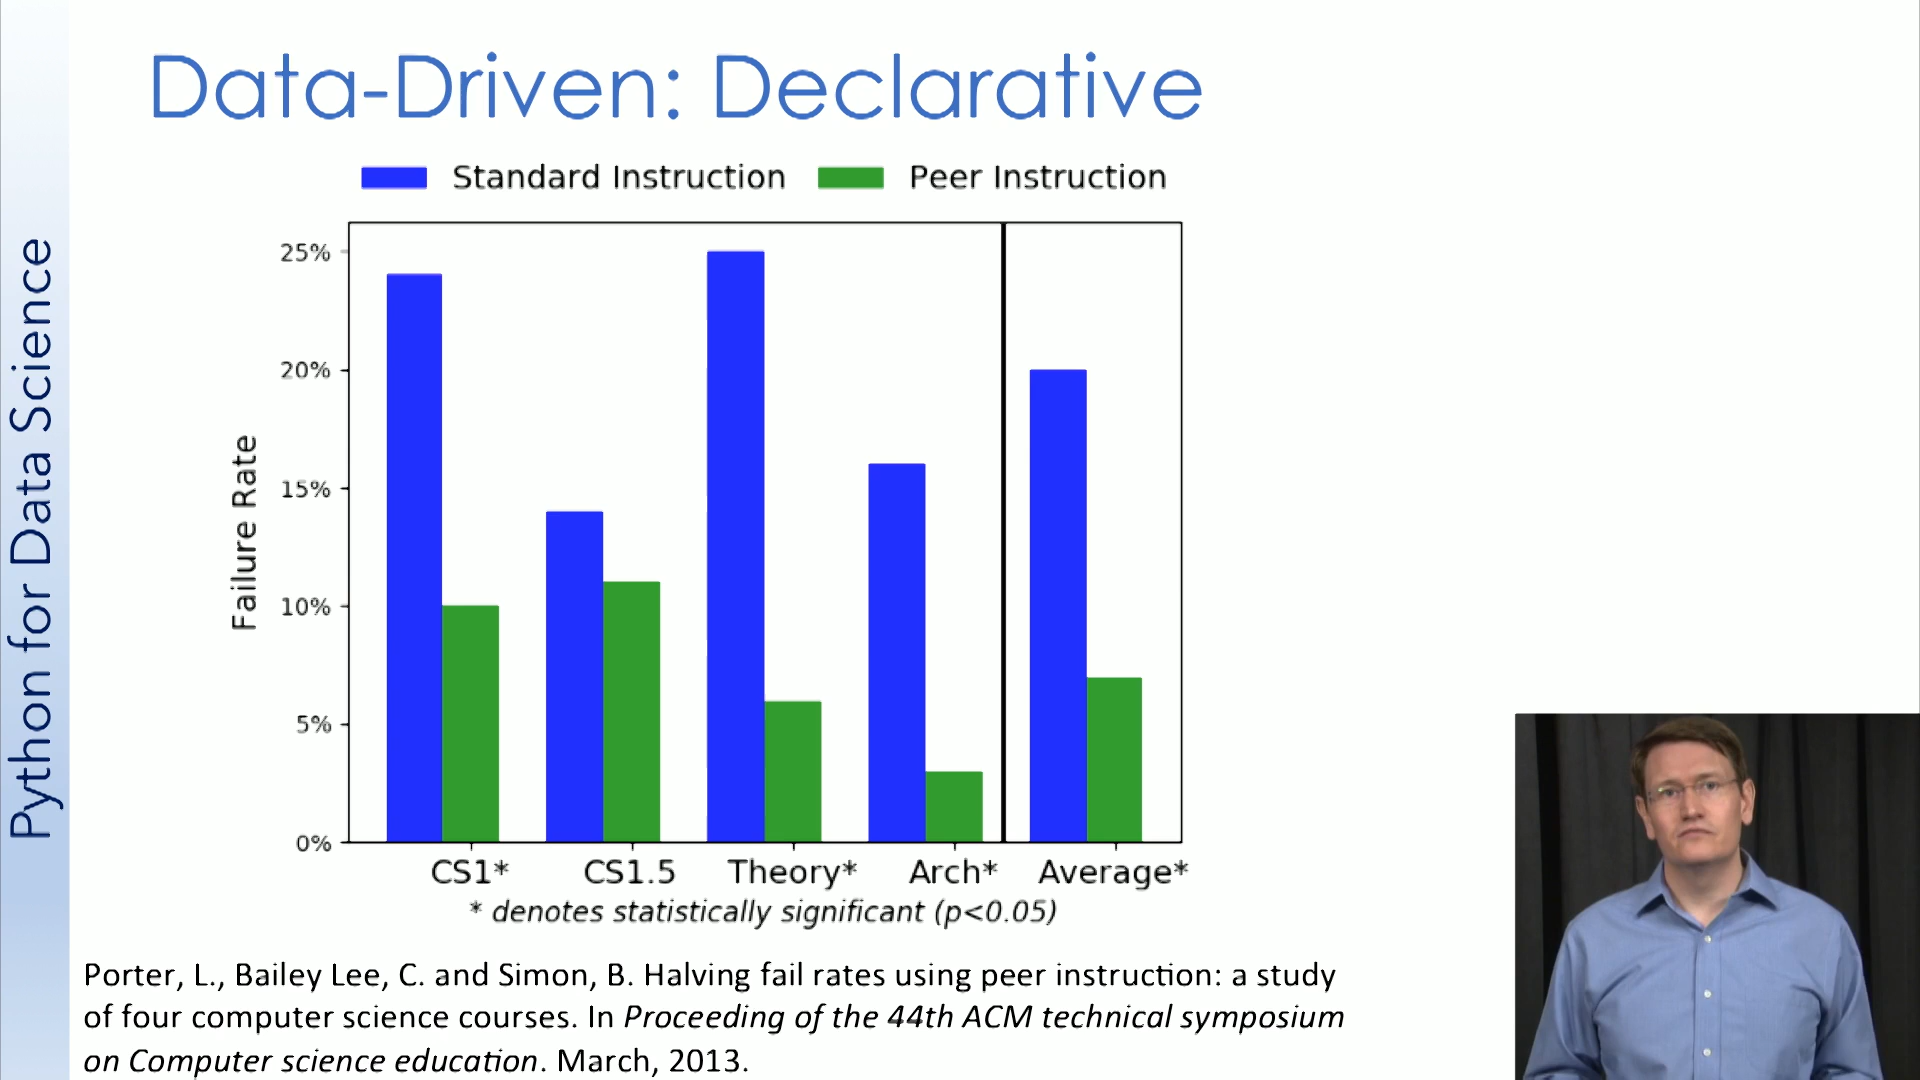 Data-Driven: Declarative
Python for Data Science
Standard Instruction Peer Instruction
25%
20%
15%
10%
5%
0%
Failure Rate
CS1* CS1.5 Theory* Arch* Average*
* denotes statistically significant (p<0.05)
Porter, L., Bailey Lee, C. and Simon, B. Halving fail rates using peer instruction: a study
of four computer science courses. In Proceeding of the 44th ACM technical symposium
on Computer science education. March, 2013.